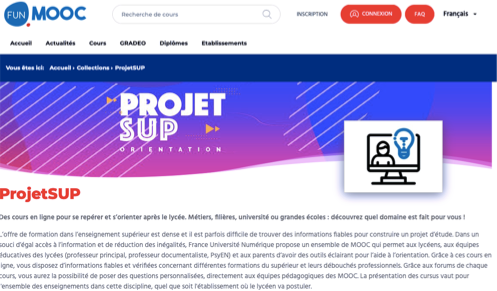 FUN MOOC
Recherche de cours
INSCRIPTION
CONNEXION
FAQ
Français
Accueil Actualités Cours GRADEO Diplômes Etablissements
Vous êtes ici: Accueil › Collections › ProjetSUP
PROJET
SUP
ORIENTATION
ProjetSUP
Des cours en ligne pour se repérer et s'orienter après le lycée. Métiers, filières, université ou grandes écoles : découvrez quel domaine est fait pour vous !
L'offre de formation dans l'enseignement supérieur est dense et il est parfois difficile de trouver des informations fiables pour construire un projet d'étude. Dans un
souci d'égal accès à l'information et de réduction des inégalités, France Université Numérique propose un ensemble de MOOC qui permet aux lycéens, aux équipes
éducatives des lycées (professeur principal, professeur documentaliste, PsyEN) et aux parents d'avoir des outils éclairant pour l'aide à l'orientation. Grâce à ces cours en
ligne, vous disposez d'informations fiables et vérifiées concernant différentes formations du supérieur et leurs débouchés professionnels. Grâce aux forums de chaque
cours, vous aurez la possibilité de poser des questions personnalisées, directement aux équipes pédagogiques des MOOC. La présentation des cursus vaut pour
l'ensemble des enseignements dans cette discipline, quel que soit l'établissement où le lycéen va postuler.